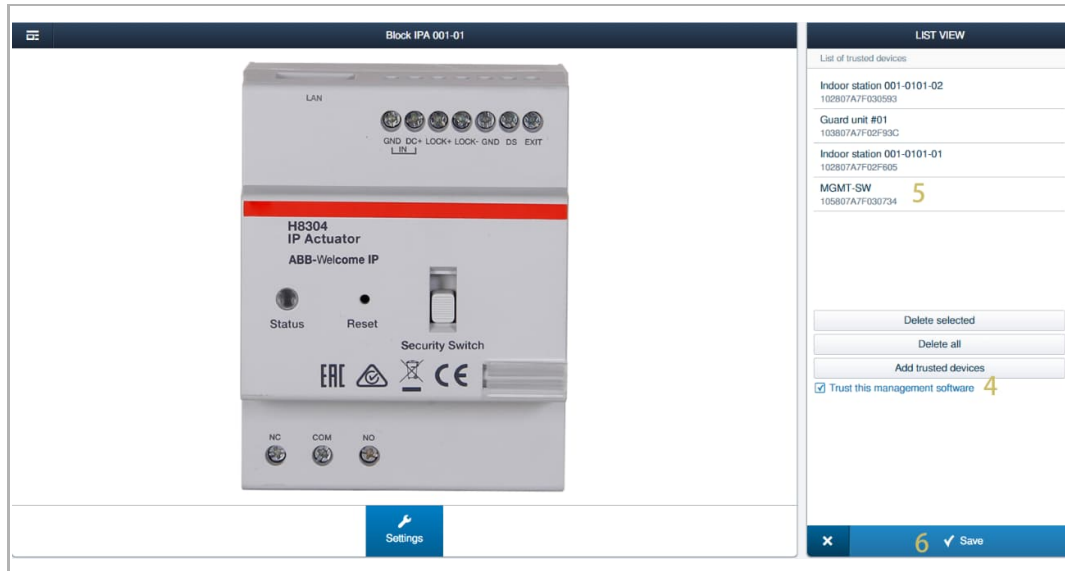 Block IPA 001-01
LAN
GND DC+ LOCK+ LOCK- GND DS EXIT
IN
H8304
IP Actuator
ABB-Welcome IP
Status
Reset
Security Switch
EAC
CE
NC COM NO
Settings
LIST VIEW
List of trusted devices
Indoor station 001-0101-02
102807A7F030593
Guard unit #01
103807A7F02F93C
Indoor station 001-0101-01
102807A7F02F605
MGMT-SW
105807A7F030734
5
Delete selected
Delete all
Add trusted devices
Trust this management software 4
6 Save